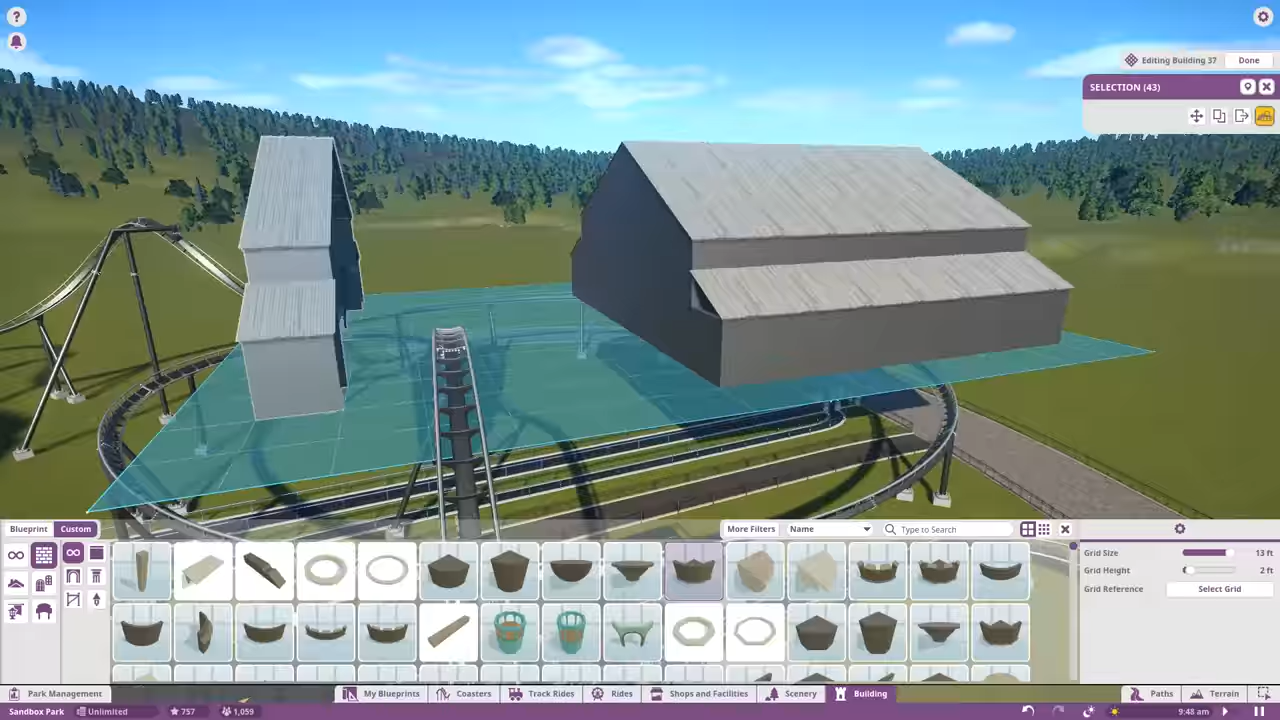 ?
Editing Building 37 Done
SELECTION (43)
Blueprint Custom
More Filters Name Type to Search
Grid Size 13 ft
Grid Height 2 ft
Grid Reference Select Grid
Park Management My Blueprints Coasters Track Rides Rides Shops and Facilities Scenery Building Paths Terrain
Sandbox Park Unlimited 757 1,059 9:48 am